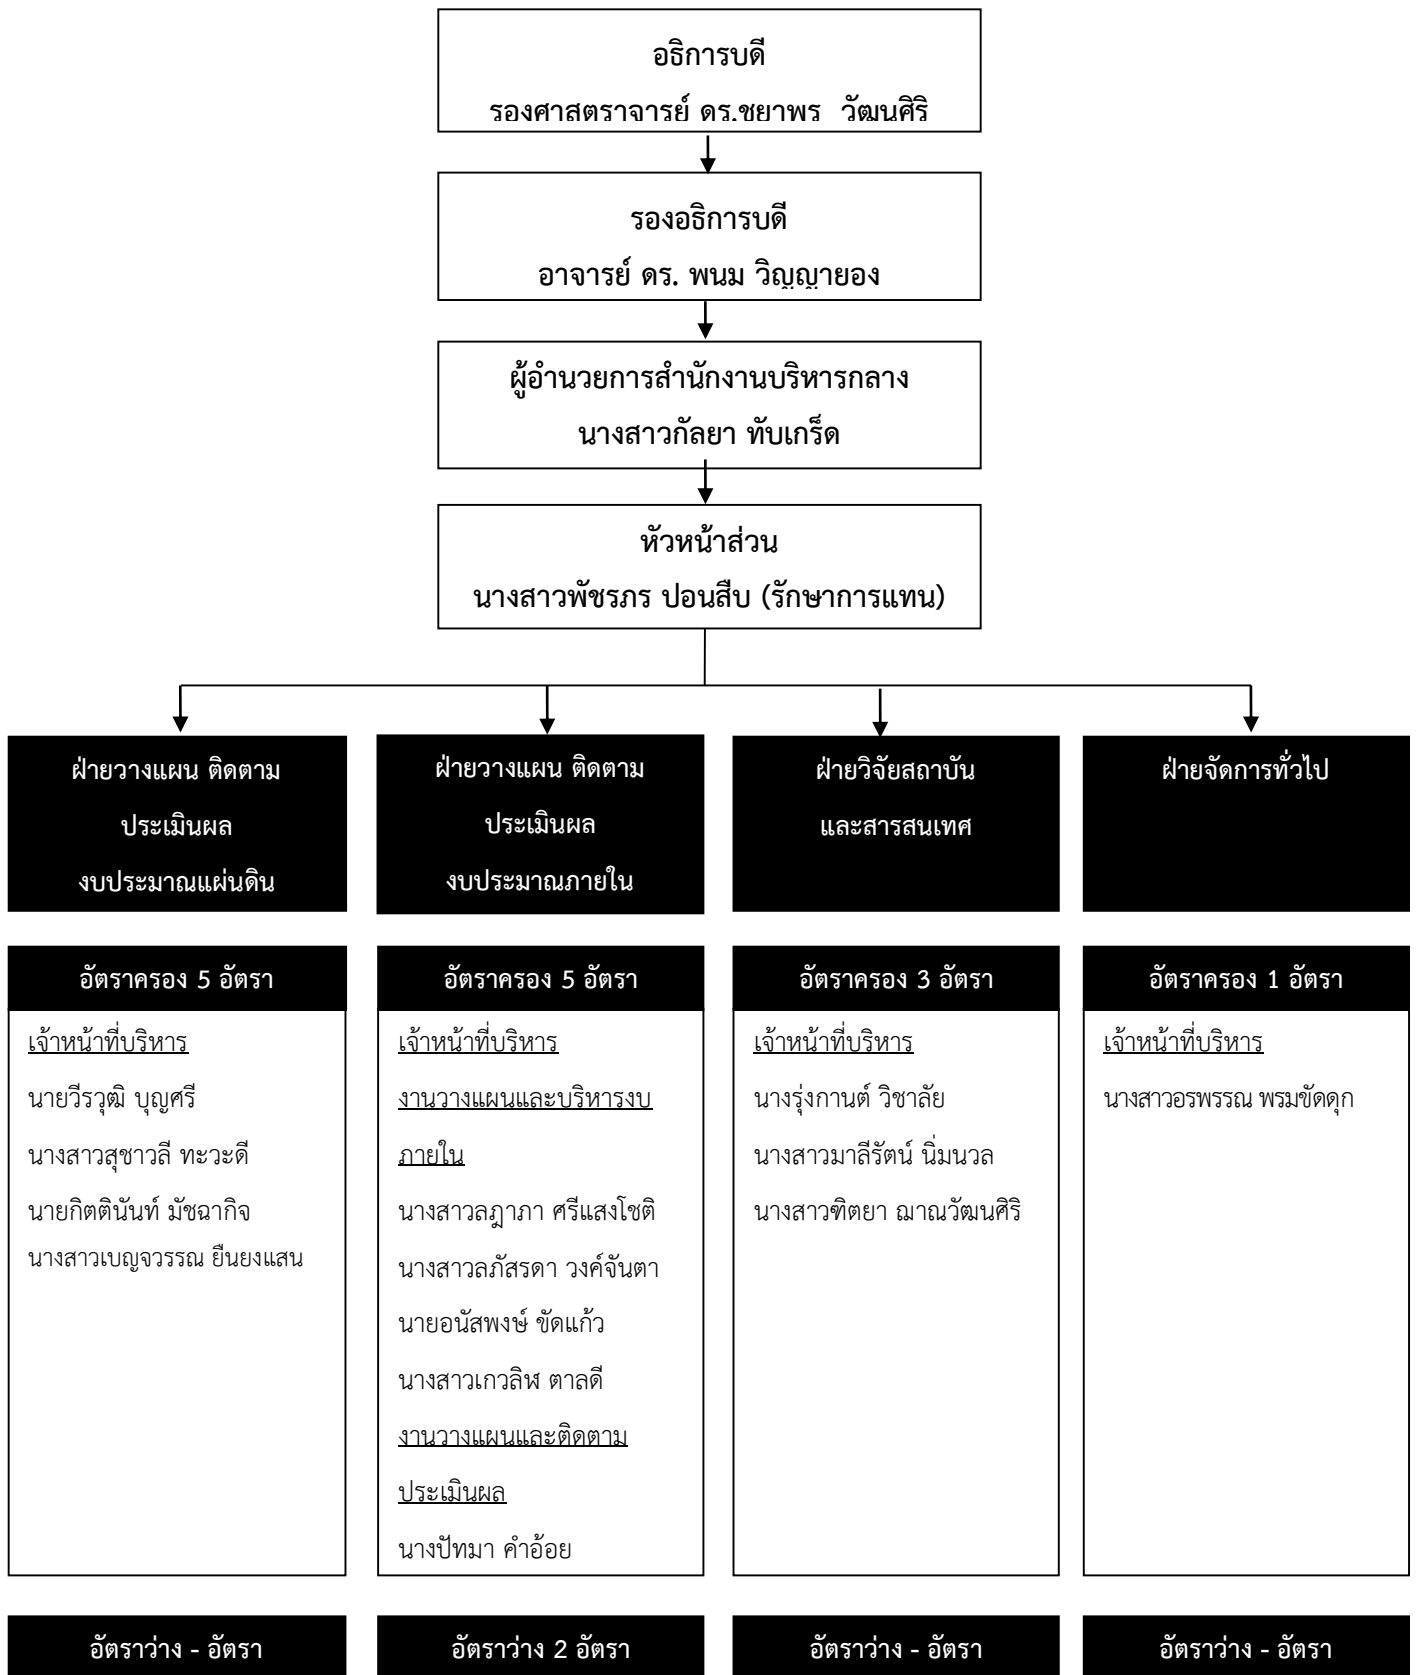 อธิการบดี
รองศาสตราจารย์ ดร.ชยาพร วัฒนศิริ
รองอธิการบดี
อาจารย์ ดร. พนม วิญญายอง
ผู้อำนวยการสำนักงานบริหารกลาง
นางสาวกัลยา ทับเกร็ด
หัวหน้าส่วน
นางสาวพัชรภร ปอนสืบ (รักษาการแทน)
ฝ่ายวางแผน ติดตาม
ประเมินผล
งบประมาณแผ่นดิน
อัตราครอง 5 อัตรา
เจ้าหน้าที่บริหาร
นายวีรวุฒิ บุญศรี
นางสาวสุชาวลี ทะวะดี
นายกิตตินันท์ มัชฉากิจ
นางสาวเบญจวรรณ ยืนยงแสน
อัตราว่าง - อัตรา
ฝ่ายวางแผน ติดตาม
ประเมินผล
งบประมาณภายใน
อัตราครอง 5 อัตรา
เจ้าหน้าที่บริหาร
งานวางแผนและบริหารงบ
ภายใน
นางสาวลฎาภา ศรีแสงโชติ
นางสาวลภัสรดา วงค์จันตา
นายอนัสพงษ์ ขัดแก้ว
นางสาวเกวลิฬ ตาลดี
งานวางแผนและติดตาม
ประเมินผล
นางปัทมา คำอ้อย
อัตราว่าง 2 อัตรา
ฝ่ายวิจัยสถาบัน
และสารสนเทศ
อัตราครอง 3 อัตรา
เจ้าหน้าที่บริหาร
นางรุ่งกานต์ วิชาลัย
นางสาวมาลีรัตน์ นิ่มนวล
นางสาวฑิตยา ฌาณวัฒนศิริ
อัตราว่าง - อัตรา
ฝ่ายจัดการทั่วไป
อัตราครอง 1 อัตรา
เจ้าหน้าที่บริหาร
นางสาวอรพรรณ พรมขัดดุก
อัตราว่าง - อัตรา